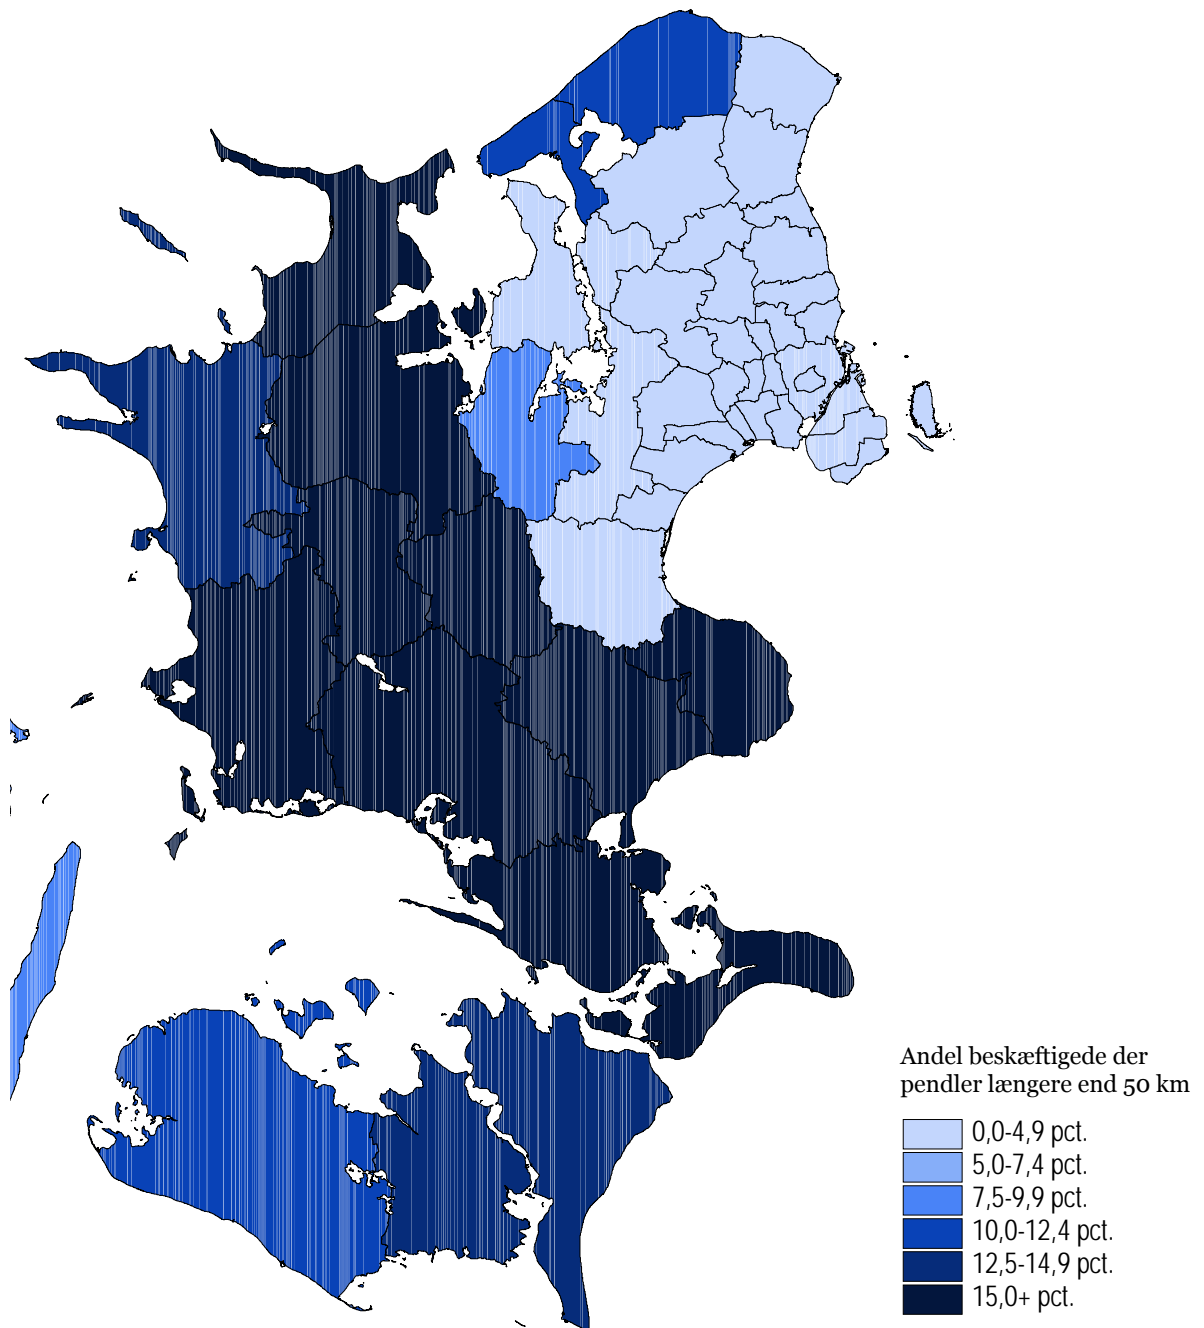 Andel beskæftigede der
pendler længere end 50 km
0,0-4,9 pct.
5,0-7,4 pct.
7,5-9,9 pct.
10,0-12,4 pct.
12,5-14,9 pct.
15,0+ pct.